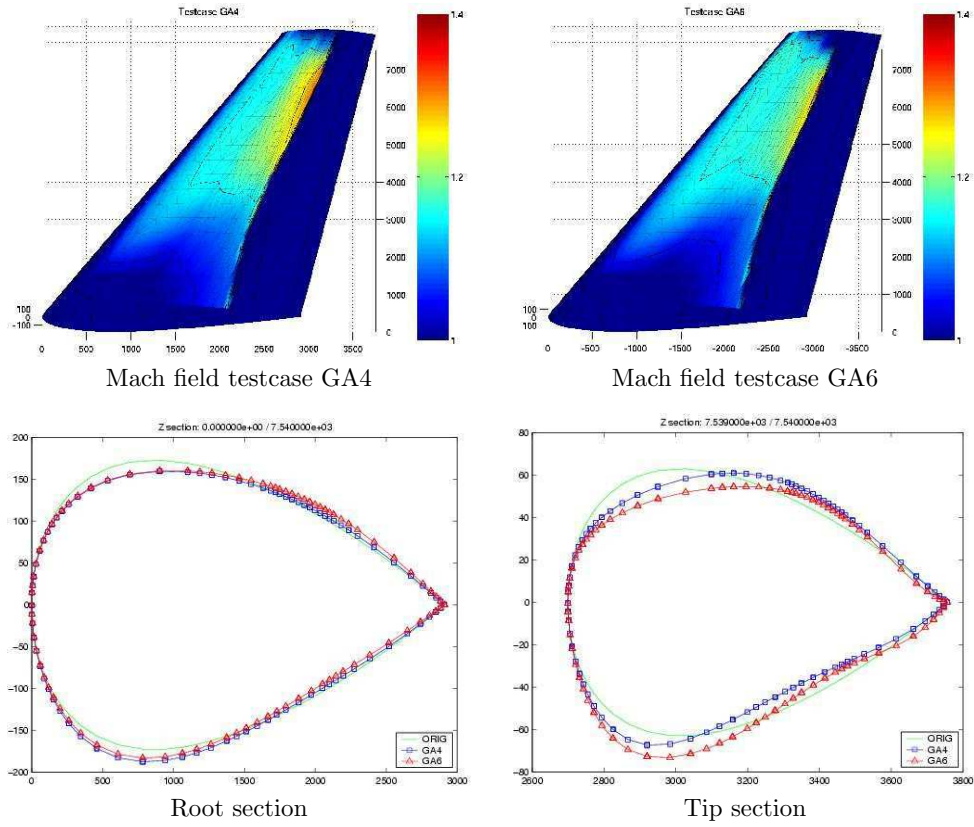 Testcase GA4
1.4
7000
6000
1.2
5000
4000
3000
2000
1000
0
1
100
0
-100
0 500 1000 1500 2000 2500 3000 3500
Mach field testcase GA4
Testcase GA6
1.4
7000
6000
1.2
5000
4000
3000
2000
1000
0
1
100
0
100
0 -500 -1000 -1500 -2000 -2500 -3000 -3500
Mach field testcase GA6
Z section: 0.000000e+00 / 7.540000e+03
200
150
100
50
0
-50
-100
-150
-200
0 500 1000 1500 2000 2500 3000
ORIG
GA4
GA6
Root section
Z section: 7.539000e+03 / 7.540000e+03
80
60
40
20
0
-20
-40
-60
-80
2600 2800 3000 3200 3400 3600 3800
ORIG
GA4
GA6
Tip section